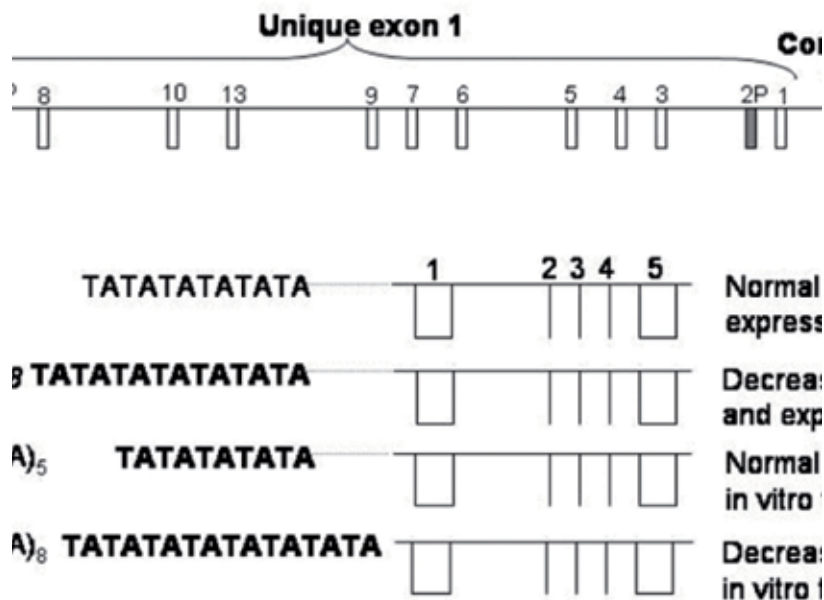 Unique exon 1
8 10 13 9 7 6 5 4 3 2P 1
TATATATATATA 1 2 3 4 5 Normal
express
TATATATATATATA Decreas
and exp
A)₅ TATATATATA Normal
in vitro
A)₈ TATATATATATATATA Decreas
in vitro f